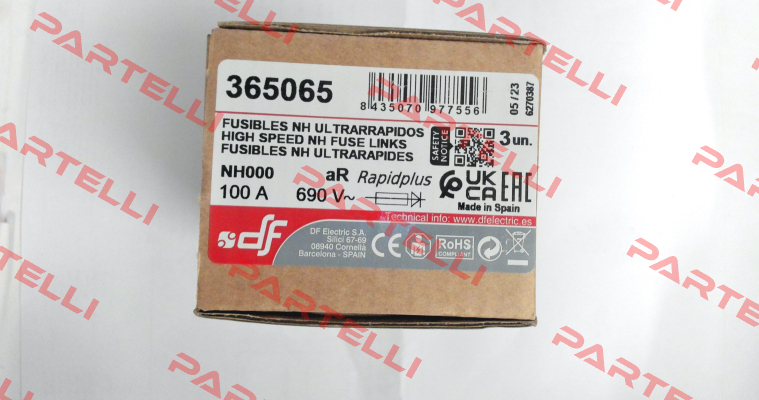 365065
8 435070 977556
05 / 23
6270387
FUSIBLES NH ULTRARRAPIDOS
HIGH SPEED NH FUSE LINKS
FUSIBLES NH ULTRARAPIDES
SAFETY NOTICE
3 un.
NH000 aR Rapidplus
100 A 690 V~
UK CA EAC
Made in Spain
Technical info: www.dfelectric.es
df
DF Electric S.A.
Silici 67-69
08940 Cornella
Barcelona - SPAIN
CE
RoHS
COMPLIANT
PARTELLI
PARTELLI
PARTELLI
PARTELLI
PARTELLI
PARTELLI
PARTELLI
PARTELLI
PARTELLI